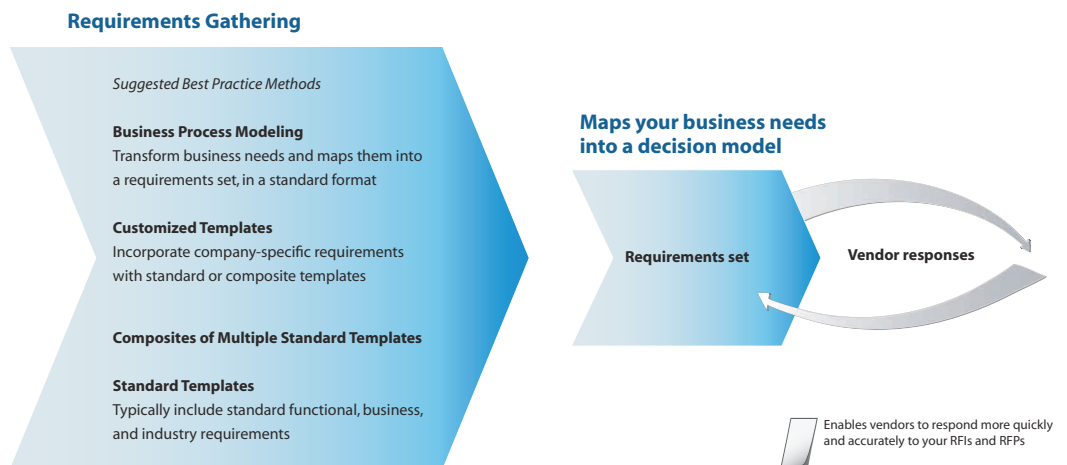 Requirements Gathering
Suggested Best Practice Methods
Business Process Modeling
Transform business needs and maps them into
a requirements set, in a standard format
Customized Templates
Incorporate company-specific requirements
with standard or composite templates
Composites of Multiple Standard Templates
Standard Templates
Typically include standard functional, business,
and industry requirements
Maps your business needs
into a decision model
Requirements set
Vendor responses
Enables vendors to respond more quickly
and accurately to your RFIs and RFPs